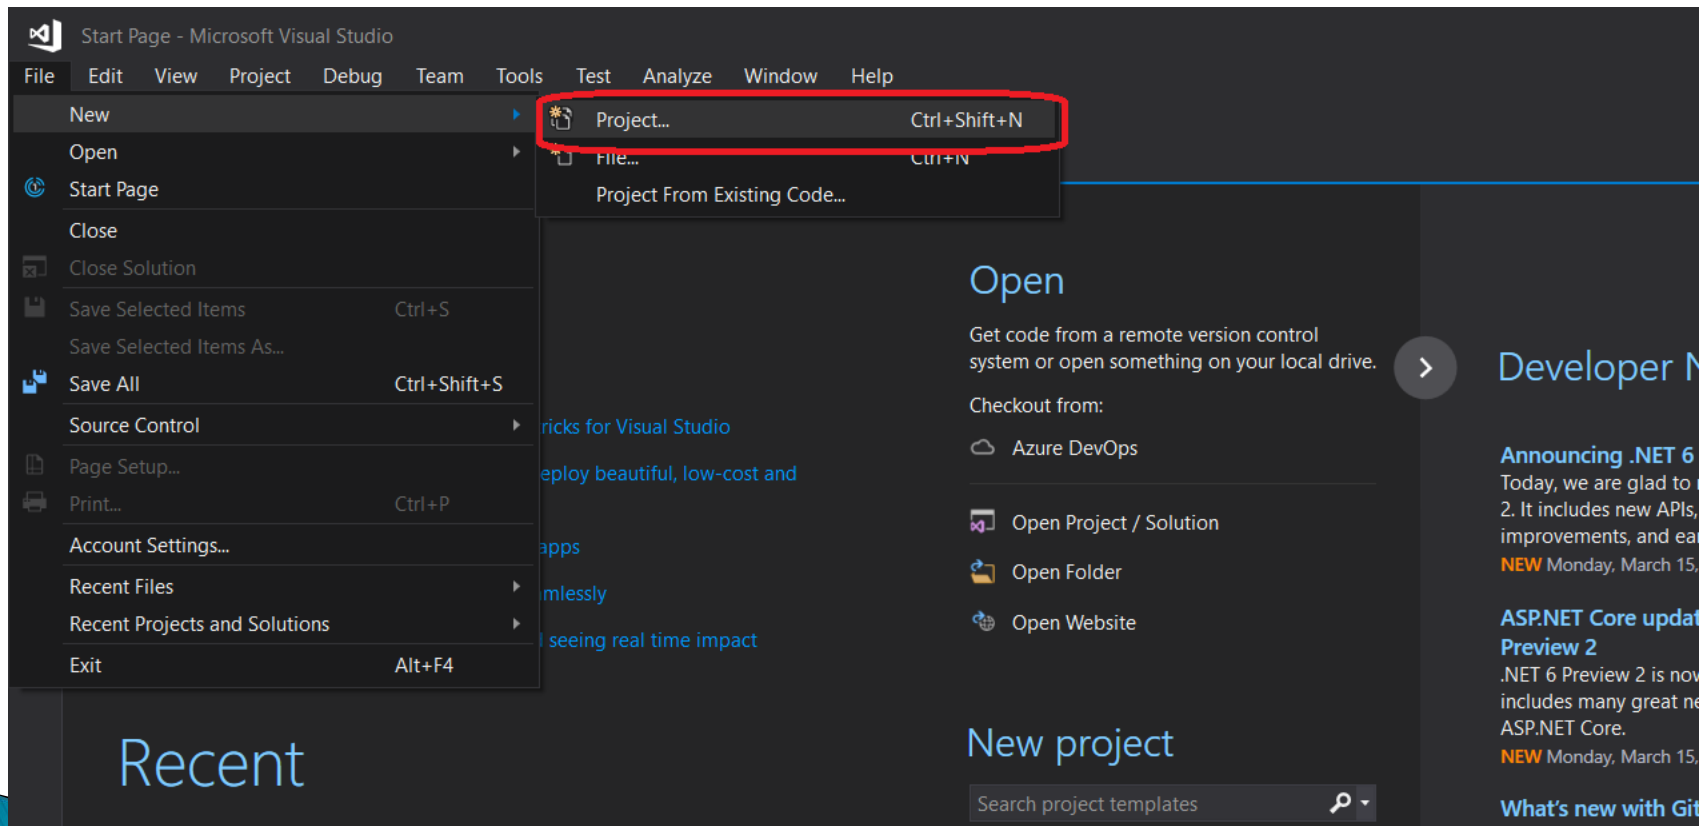 Start Page - Microsoft Visual Studio
File Edit View Project Debug Team Tools Test Analyze Window Help
New
Project... Ctrl+Shift+N
Open
File... Ctrl+N
Start Page
Project From Existing Code...
Close
Close Solution
Save Selected Items Ctrl+S
Save Selected Items As...
Save All Ctrl+Shift+S
Source Control
Page Setup...
Print... Ctrl+P
Account Settings...
Recent Files
Recent Projects and Solutions
Exit Alt+F4
for Visual Studio
beautiful, low-cost and
apps
seeing real time impact
Recent
Open
Get code from a remote version control
system or open something on your local drive.
Checkout from:
Azure DevOps
Open Project / Solution
Open Folder
Open Website
New project
Search project templates
Developer
Announcing .NET 6
Today, we are glad to
2. It includes new APIs,
improvements, and
NEW Monday, March 15,
ASP.NET Core
Preview 2
.NET 6 Preview 2 is
includes many great
ASP.NET Core.
NEW Monday, March 15,
What's new with